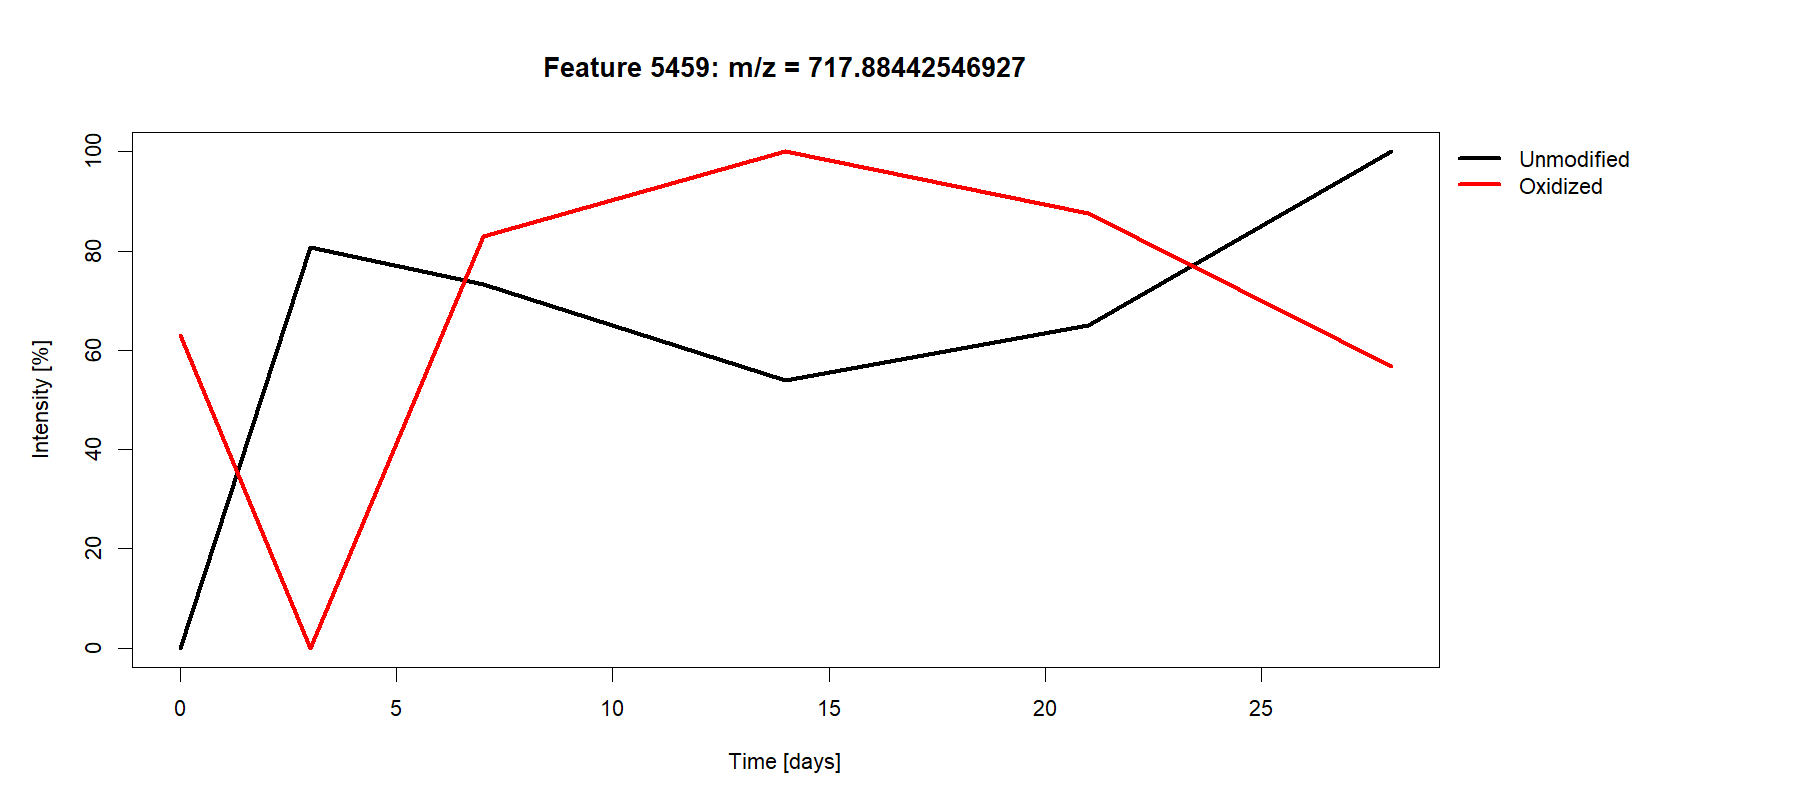 Feature 5459: m/z = 717.88442546927
Unmodified
Oxidized
Intensity [%]
100
80
60
40
20
0
0 5 10 15 20 25
Time [days]